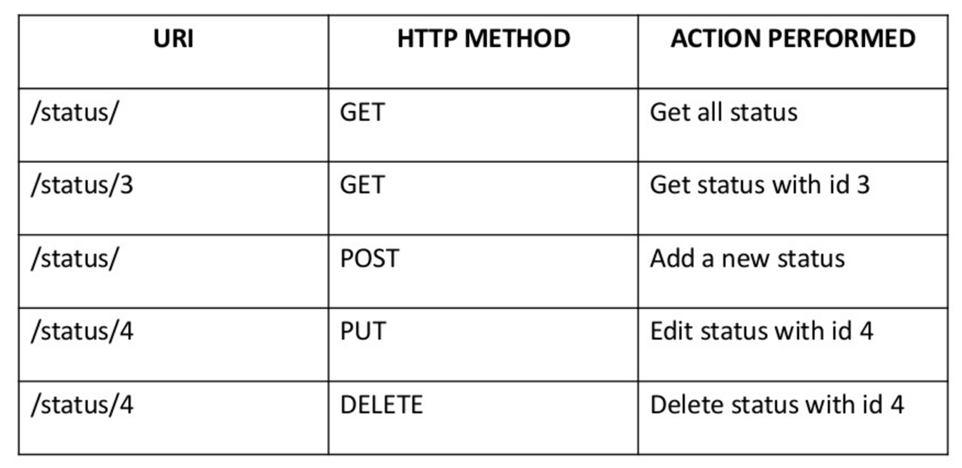 URI HTTP METHOD ACTION PERFORMED
/status/ GET Get all status
/status/3 GET Get status with id 3
/status/ POST Add a new status
/status/4 PUT Edit status with id 4
/status/4 DELETE Delete status with id 4